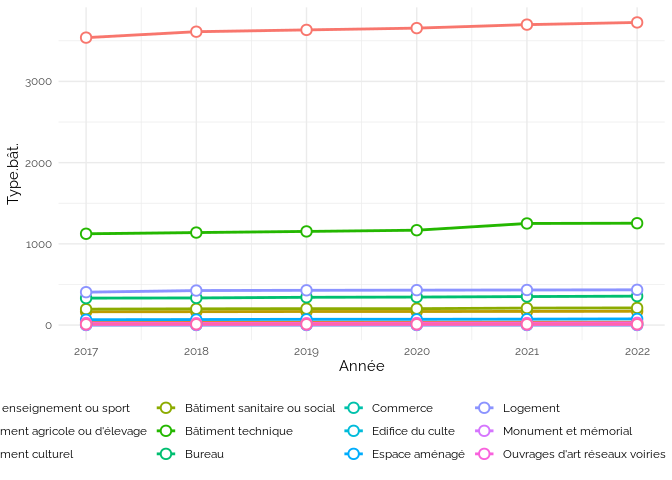 3000
2000
1000
0
Type.bât.
2017 2018 2019 2020 2021 2022
Année
enseignement ou sport Bâtiment sanitaire ou social Commerce Logement
ment agricole ou d'élevage Bâtiment technique Edifice du culte Monument et mémorial
ment culturel Bureau Espace aménagé Ouvrages d'art réseaux voiries